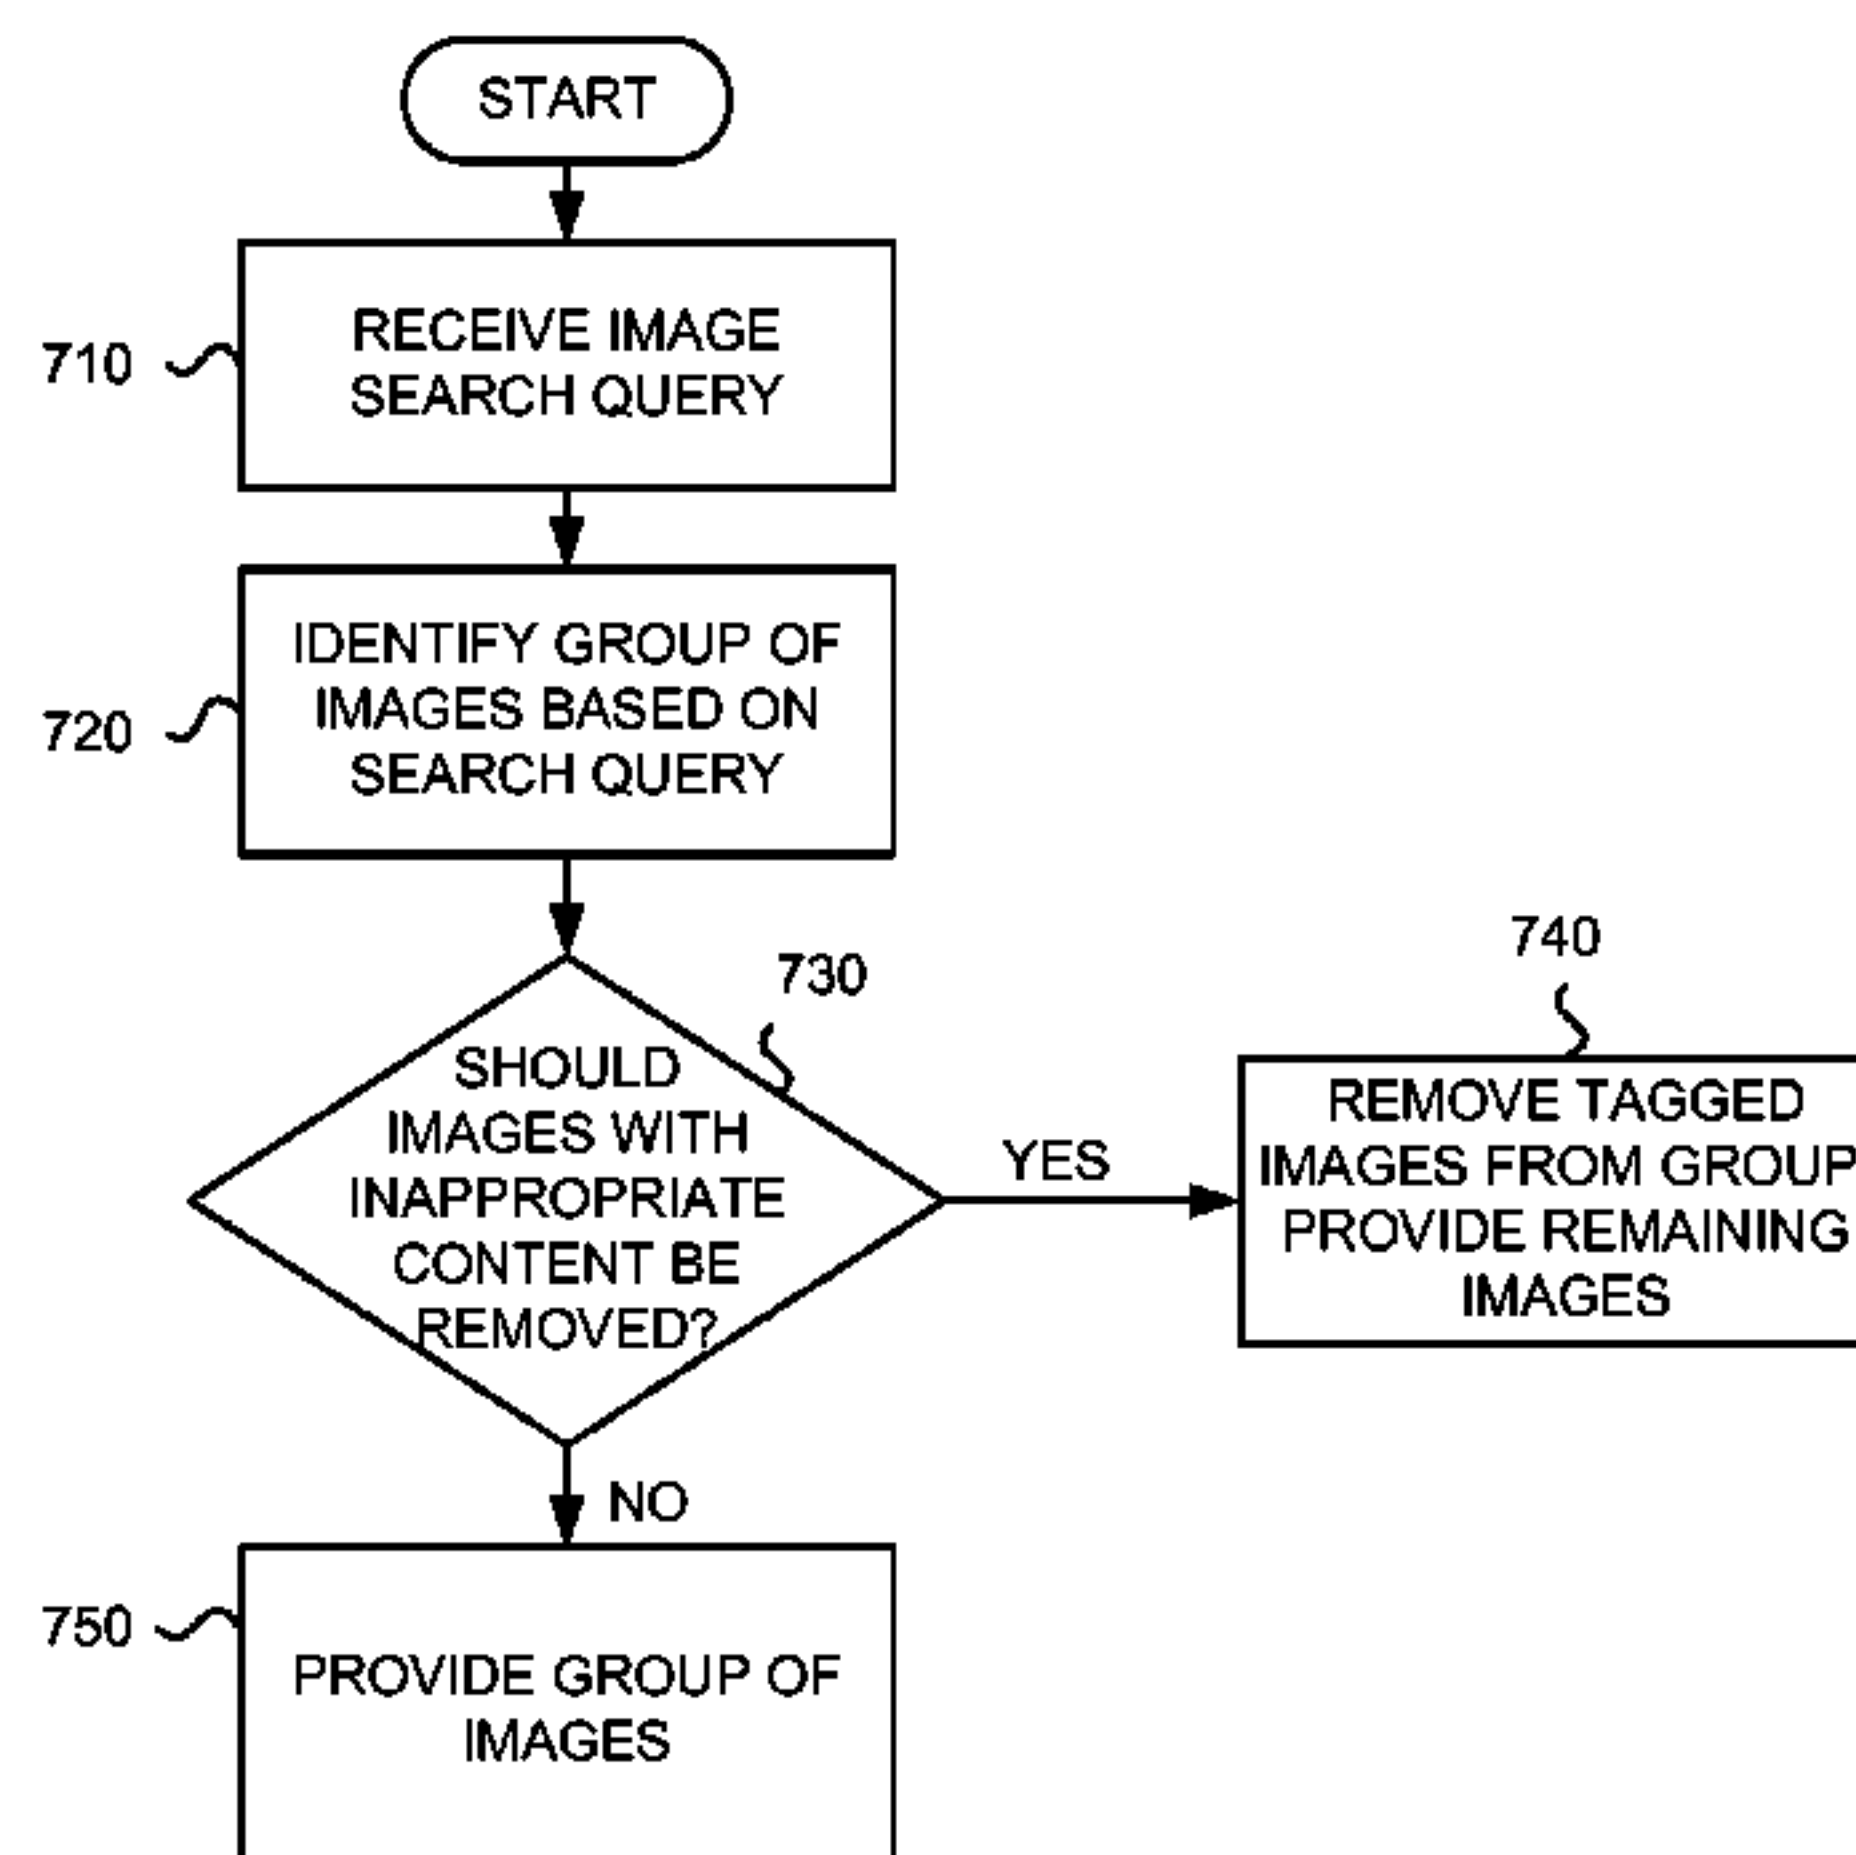 START
710
RECEIVE IMAGE
SEARCH QUERY
720
IDENTIFY GROUP OF
IMAGES BASED ON
SEARCH QUERY
730
SHOULD
IMAGES WITH
INAPPROPRIATE
CONTENT BE
REMOVED?
YES
740
REMOVE TAGGED
IMAGES FROM GROUP
PROVIDE REMAINING
IMAGES
NO
750
PROVIDE GROUP OF
IMAGES